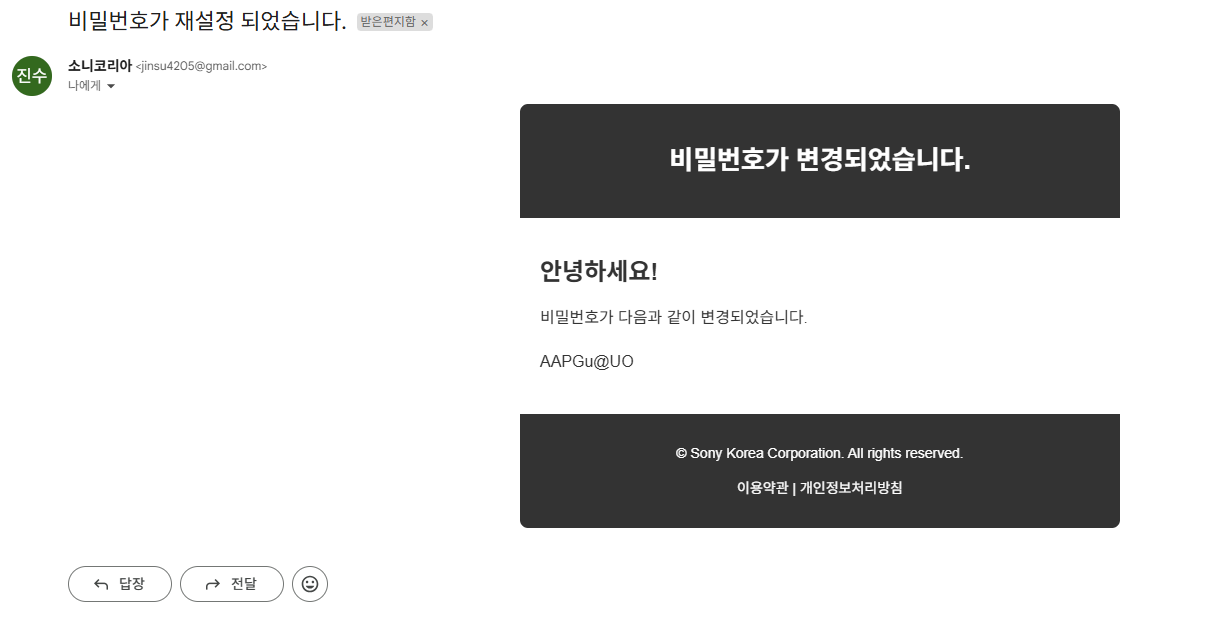 비밀번호가 재설정 되었습니다. 받은편지함 ×
진수
소니코리아 <jinsu4205@gmail.com>
나에게
비밀번호가 변경되었습니다.
안녕하세요!
비밀번호가 다음과 같이 변경되었습니다.
AAPGu@UO
© Sony Korea Corporation. All rights reserved.
이용약관 | 개인정보처리방침
답장 전달